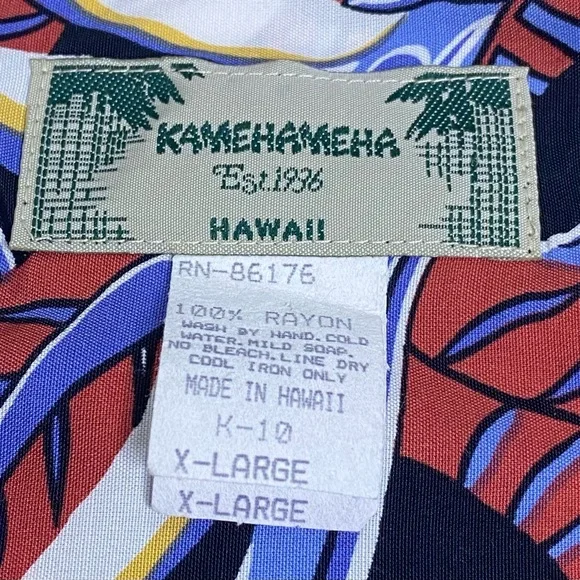 KAMEHAMEHA
Est.1936
HAWAII
RN-86176
100% RAYON
WASH BY HAND.COLD
WATER.MILD SOAP.
NO BLEACH.LINE DRY
COOL IRON ONLY
MADE IN HAWAII
K-10
X-LARGE
X-LARGE